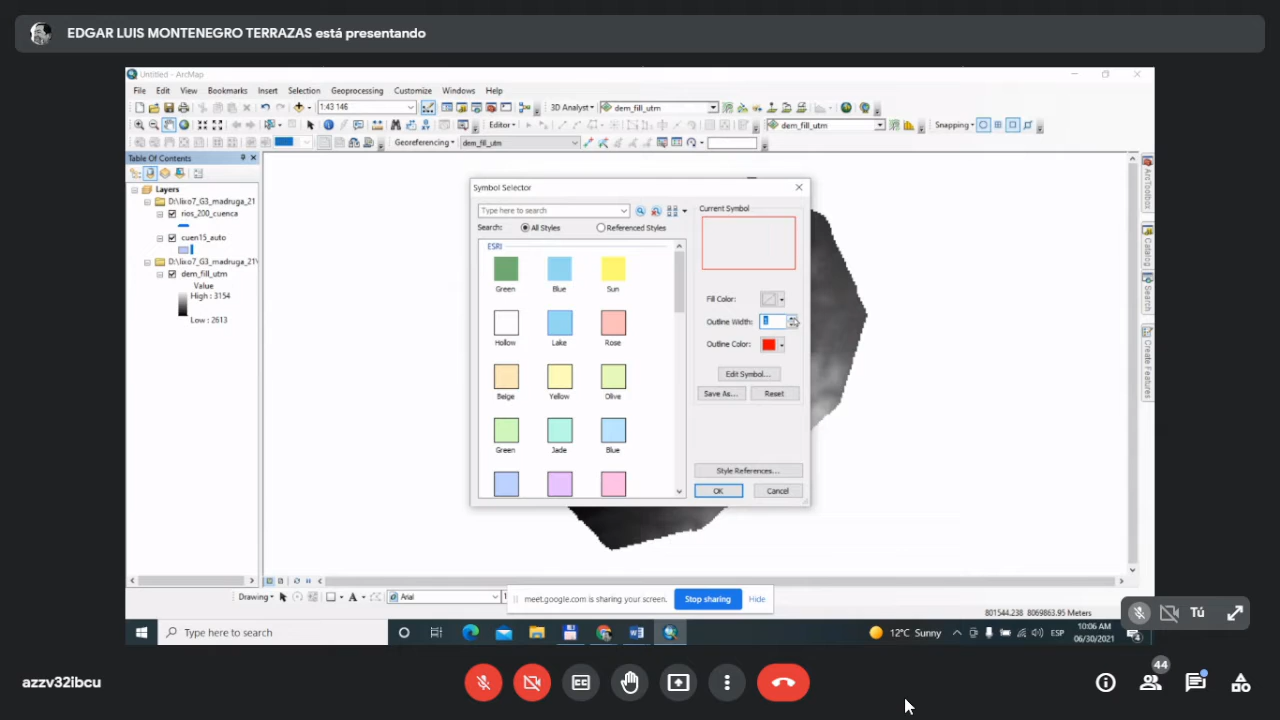 EDGAR LUIS MONTENEGRO TERRAZAS está presentando
Untitled - ArcMap
File Edit View Bookmarks Insert Selection Geoprocessing Customize Windows Help
1:43 146
3D Analyst
dem_fill_utm
Editor
dem_fill_utm
Snapping
Georeferencing
dem_fill_utm
Table Of Contents
Layers
D:\lixo7_G3_madruga_21
rios_200_cuenca
cuen15_auto
D:\lixo7_G3_madruga_21\
dem_fill_utm
Value
High : 3154
Low : 2613
Symbol Selector
Type here to search
Search: All Styles Referenced Styles
ESRI
Green Blue Sun
Hollow Lake Rose
Beige Yellow Olive
Green Jade Blue
Current Symbol
Fill Color:
Outline Width: 1
Outline Color:
Edit Symbol...
Save As... Reset
Style References...
OK Cancel
ArcToolbox
Catalog
Search
Create Features
Drawing
A
Arial
meet.google.com is sharing your screen. Stop sharing Hide
801544.238 8069863.95 Meters
Type here to search
12°C Sunny
ESP
10:06 AM
06/30/2021
4
Tú
azzv32ibcu
44